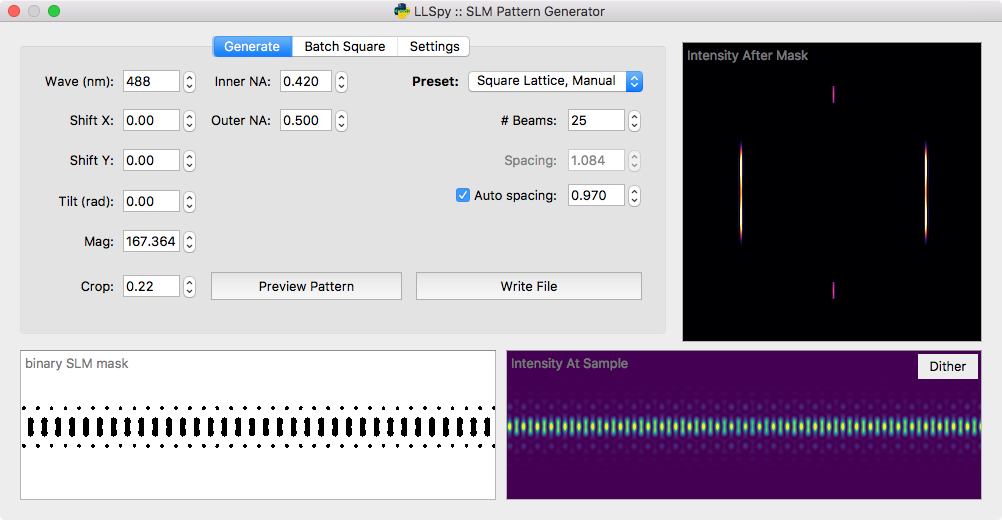 LLSpy :: SLM Pattern Generator
Generate Batch Square Settings
Wave (nm): 488 Inner NA: 0.420 Preset: Square Lattice, Manual
Shift X: 0.00 Outer NA: 0.500 # Beams: 25
Shift Y: 0.00 Spacing: 1.084
Tilt (rad): 0.00 Auto spacing: 0.970
Mag: 167.364
Crop: 0.22 Preview Pattern Write File
Intensity After Mask
binary SLM mask
Intensity At Sample Dither